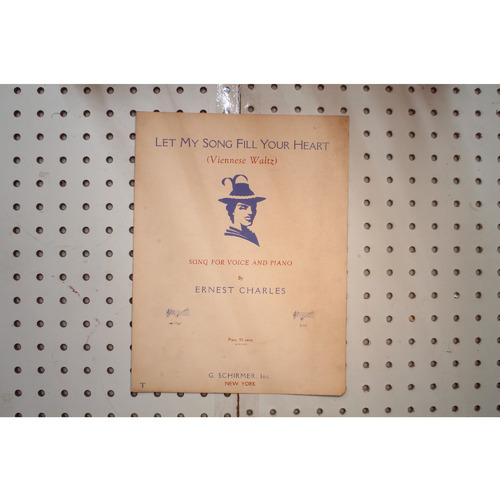 LET MY SONG FILL YOUR HEART
(Viennese Waltz)
SONG FOR VOICE AND PIANO
By
ERNEST CHARLES
G. SCHIRMER, Inc.
NEW YORK
T